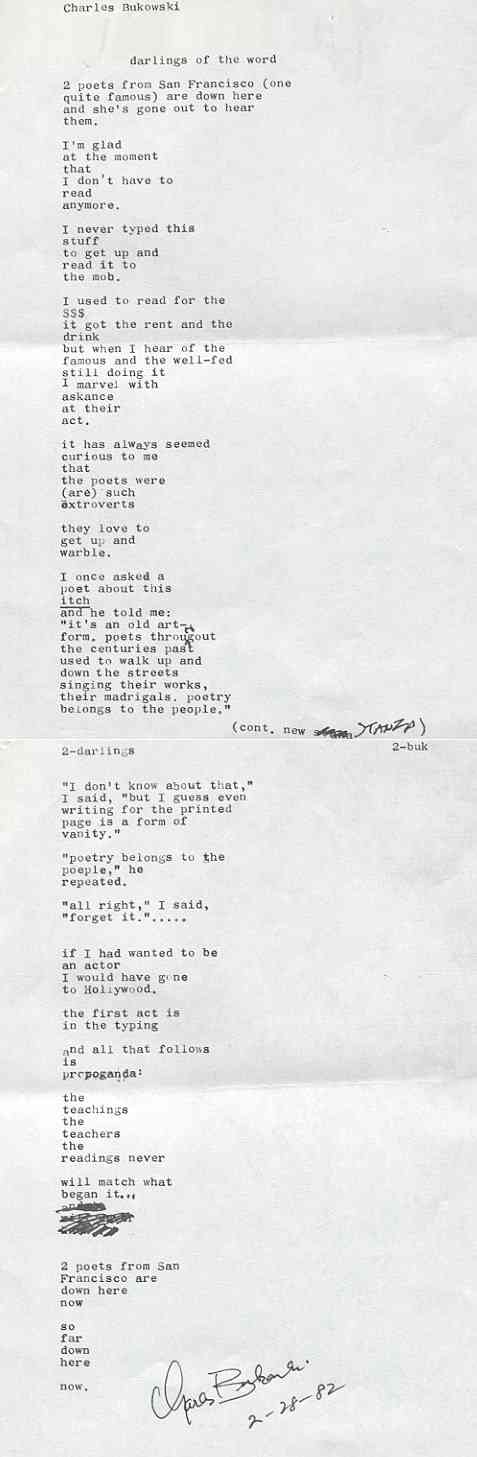 Charles Bukowski
darlings of the word
2 poets from San Francisco (one
quite famous) are down here
and she's gone out to hear
them.
I'm glad
at the moment
that
I don't have to
read
anymore.
I never typed this
stuff
to get up and
read it to
the mob.
I used to read for the
$$$
it got the rent and the
drink
but when I hear of the
famous and the well-fed
still doing it
I marvel with
askance
at their
act.
it has always seemed
curious to me
that
the poets were
(are) such
extroverts
they love to
get up and
warble.
I once asked a
poet about this
itch
and he told me:
"it's an old art-
form. poets througout
the centuries past
used to walk up and
down the streets
singing their works,
their madrigals. poetry
belongs to the people."
(cont. new STANZA)
2-darlings
2-buk
"I don't know about that,"
I said, "but I guess even
writing for the printed
page is a form of
vanity."
"poetry belongs to the
poeple," he
repeated.
"all right," I said,
"forget it.".....
if I had wanted to be
an actor
I would have gone
to Hollywood.
the first act is
in the typing
and all that follows
is
propoganda:
the
teachings
the
teachers
the
readings never
will match what
began it...
2 poets from San
Francisco are
down here
now
so
far
down
here
now.
Charles Bukowski
2-28-82